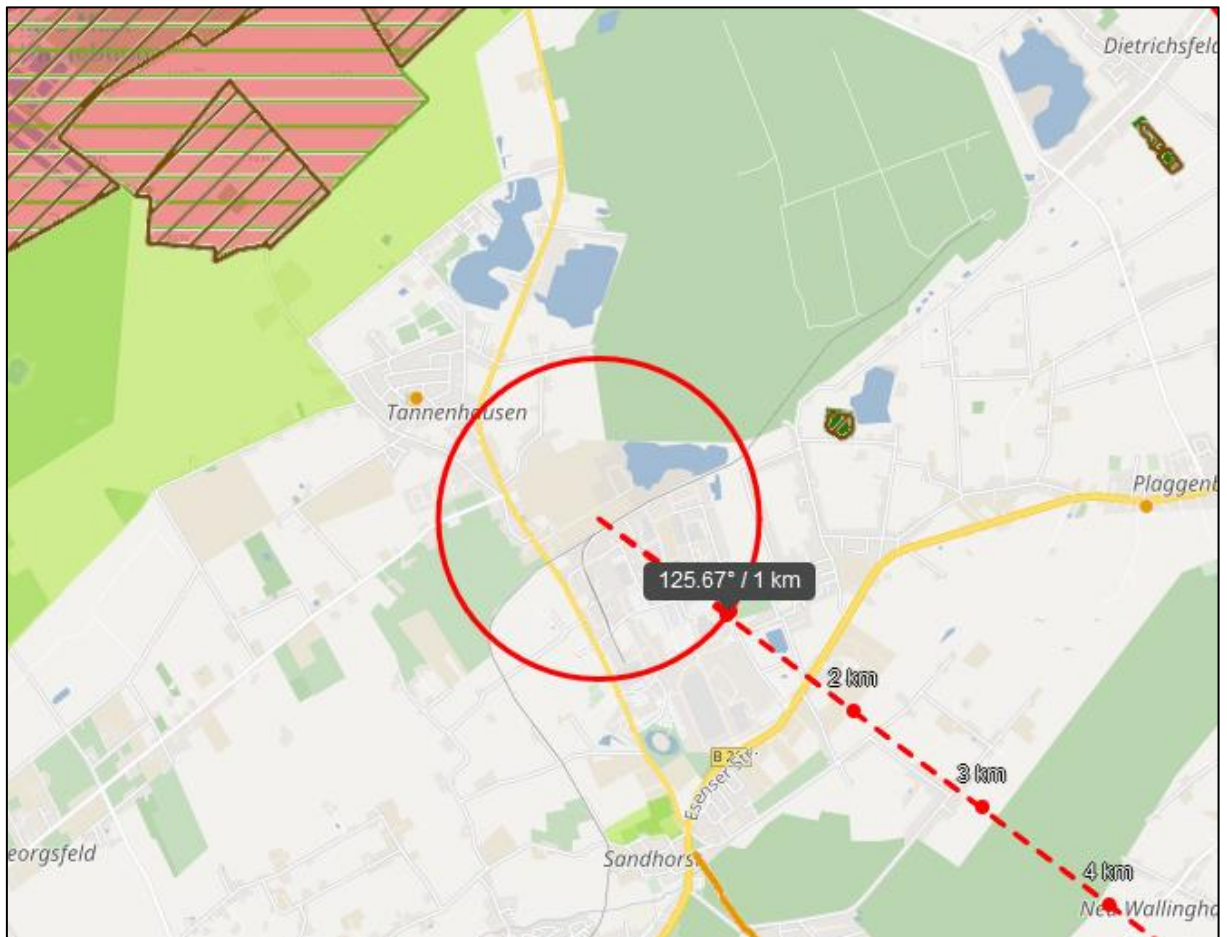 Dietrichsfeld
Tannenhausen
Plaggenb
125.67° / 1 km
2 km
3 km
B 2
Esenser Str.
eorgsfeld
Sandhorst
4 km
Neu Wallingha